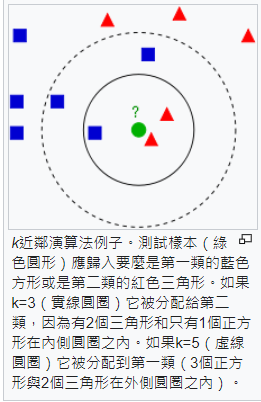 ?
k近鄰演算法例子。測試樣本（綠
色圓形）應歸入要麼是第一類的藍色
方形或是第二類的紅色三角形。如果
k=3（實線圓圈）它被分配給第二
類，因為有2個三角形和只有1個正方
形在內側圓圈之內。如果k=5（虛線
圓圈）它被分配到第一類（3個正方
形與2個三角形在外側圓圈之內）。